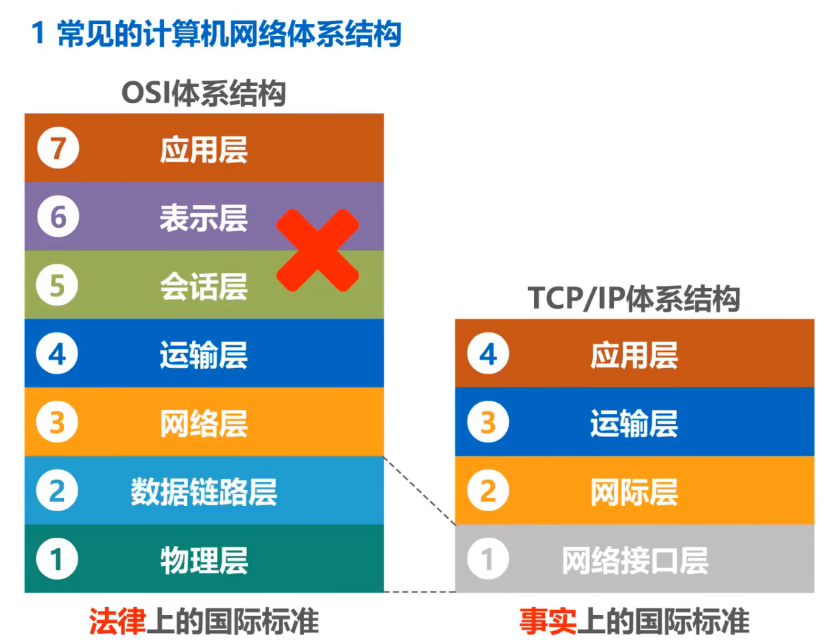 1 常见的计算机网络体系结构
OSI体系结构
7 应用层
6 表示层
5 会话层
4 运输层
3 网络层
2 数据链路层
1 物理层
法律上的国际标准
TCP/IP体系结构
4 应用层
3 运输层
2 网际层
1 网络接口层
事实上的国际标准